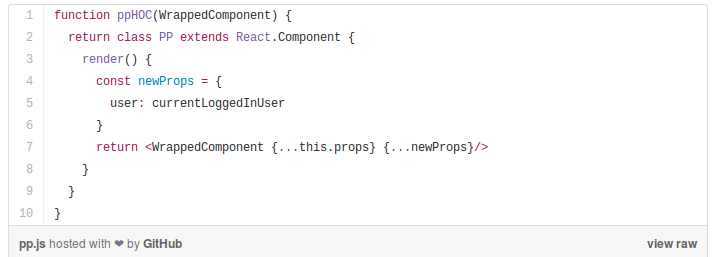 1 function ppHOC(WrappedComponent) {
2   return class PP extends React.Component {
3     render() {
4       const newProps = {
5         user: currentLoggedInUser
6       }
7       return <WrappedComponent {...this.props} {...newProps}/>
8     }
9   }
10 }
pp.js hosted with ❤ by GitHub view raw